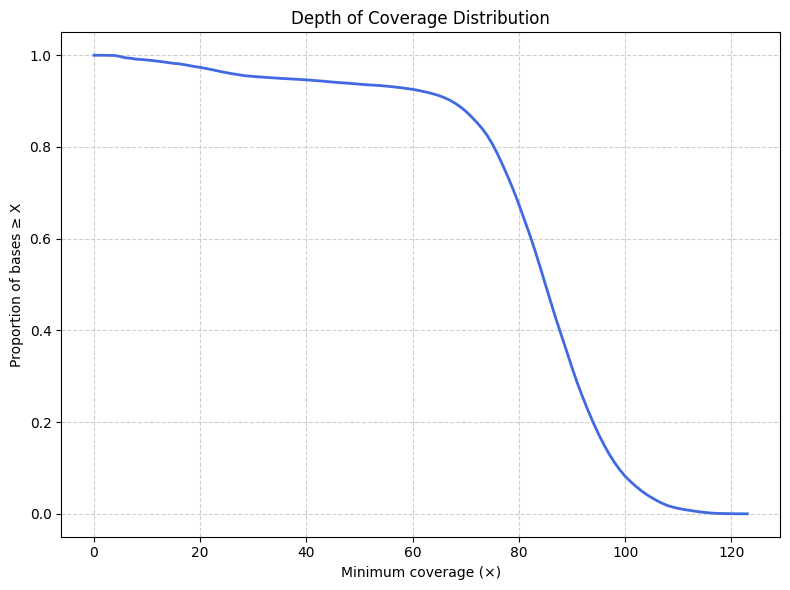 Depth of Coverage Distribution
Proportion of bases ≥ X
1.0
0.8
0.6
0.4
0.2
0.0
0 20 40 60 80 100 120
Minimum coverage (×)